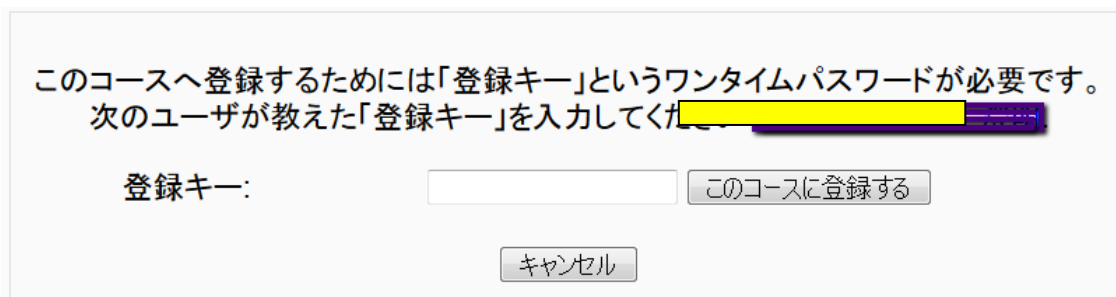 このコースへ登録するためには「登録キー」というワンタイムパスワードが必要です。
次のユーザが教えた「登録キー」を入力してください
登録キー:
このコースに登録する
キャンセル